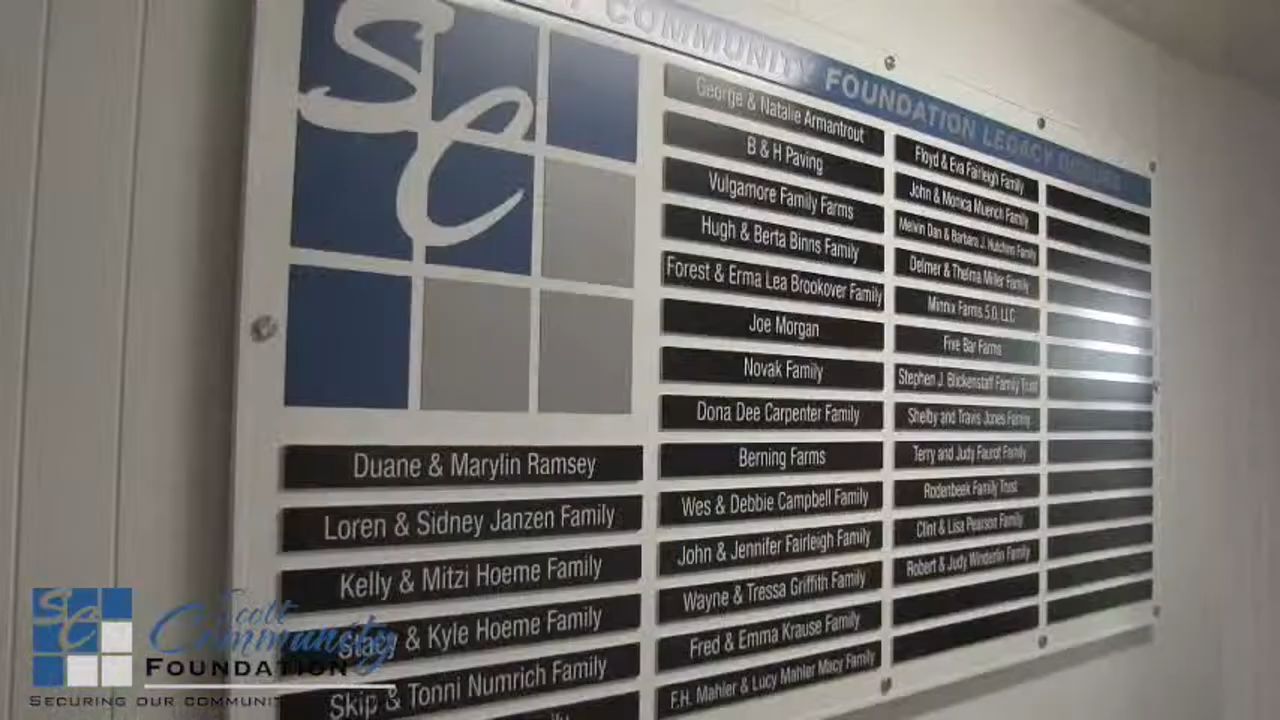 SC
COMMUNITY FOUNDATION LEGACY
Duane & Marylin Ramsey
Loren & Sidney Janzen Family
Kelly & Mitzi Hoeme Family
& Kyle Hoeme Family
Skip & Tonni Numrich Family
George & Natalie Armantrout
B & H Paving
Vulgamore Family Farms
Hugh & Berta Binns Family
Forest & Erma Lea Brookover Family
Joe Morgan
Novak Family
Dona Dee Carpenter Family
Berning Farms
Wes & Debbie Campbell Family
John & Jennifer Fairleigh Family
Wayne & Tressa Griffith Family
Fred & Emma Krause Family
F.H. Mahler & Lucy Mahler Macy Family
Floyd & Eva Fairleigh Family
John & Monica Muench Family
Melvin Dan & Barbara J. Hutchins Family
Delmer & Thelma Miller Family
Minnix Farms 5.0, LLC
Five Bar Farms
Stephen J. Blickenstaff Family Trust
Shelby and Travis Jones Family
Terry and Judy Faurot Family
Rodenbeek Family Trust
Clint & Lisa Pearson Family
Robert & Judy Winderlin Family
SC
Scott
Community
FOUNDATION
SECURING OUR COMMUNIT